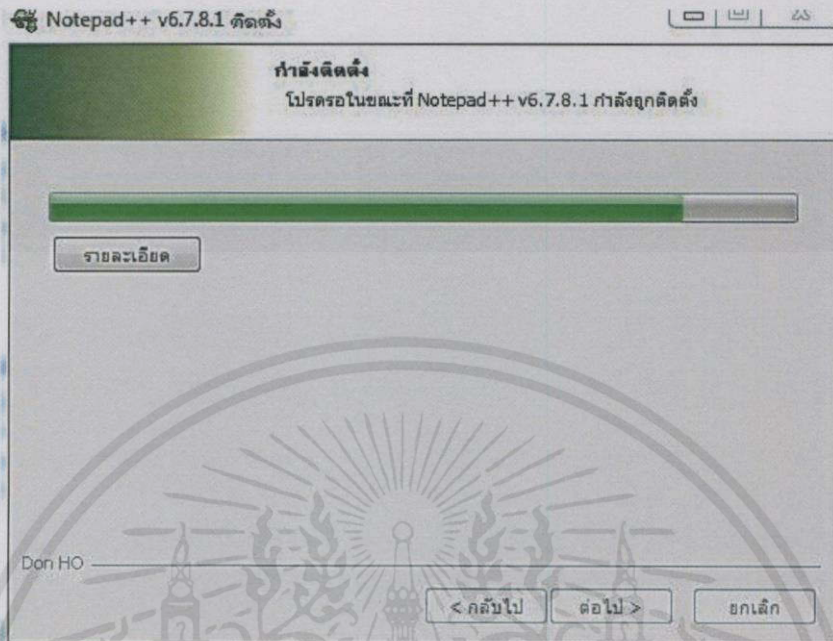 Notepad++ v6.7.8.1 ติดตั้ง
กำลังติดตั้ง
โปรดรอในขณะที่ Notepad++ v6.7.8.1 กำลังถูกติดตั้ง
รายละเอียด
Don HO
< กลับไป
ต่อไป >
ยกเลิก